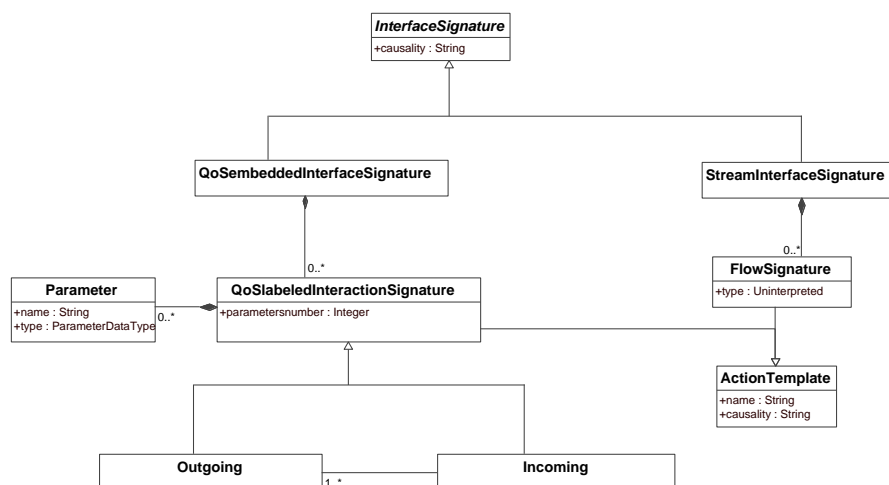 InterfaceSignature
+causality : String
QoSembeddedInterfaceSignature
StreamInterfaceSignature
0..*
0..*
Parameter
+name : String
+type : ParameterDataType
0..*
QoSlabeledInteractionSignature
+parametersnumber : Integer
FlowSignature
+type : Uninterpreted
ActionTemplate
+name : String
+causality : String
Outgoing
1..*
Incoming